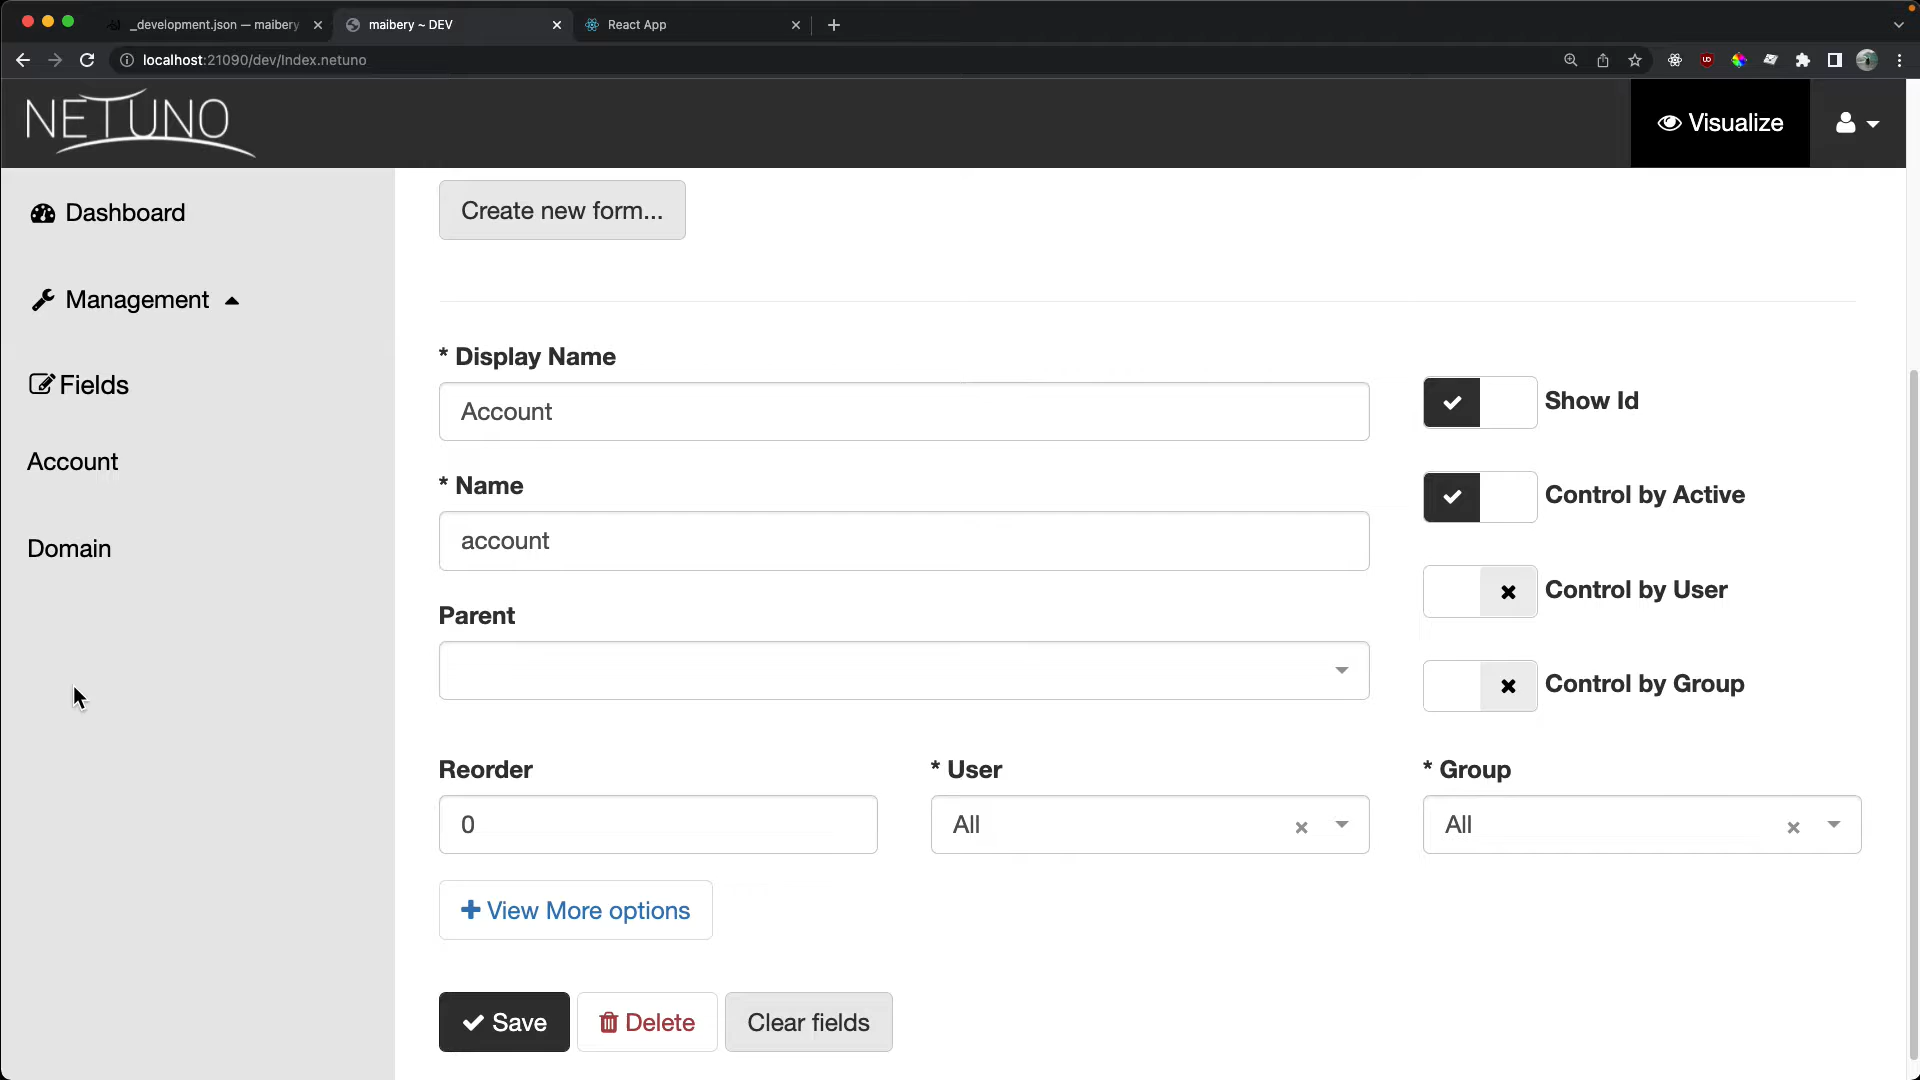 _development.json — maibery
maibery ~ DEV
React App
localhost:21090/dev/Index.netuno
NETUNO
Visualize
Dashboard
Management
Fields
Account
Domain
Create new form...
* Display Name
Account
Show Id
* Name
account
Control by Active
Parent
Control by User
Control by Group
Reorder
* User
* Group
0
All
All
View More options
Save
Delete
Clear fields